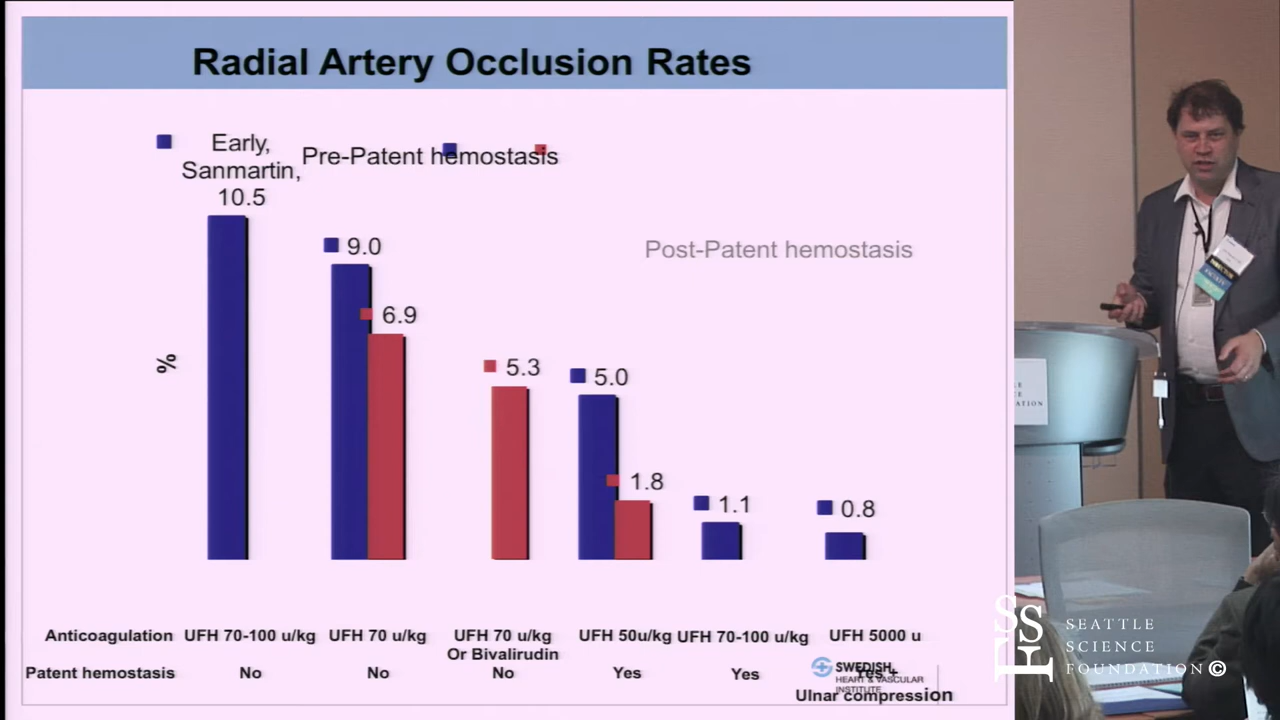 Radial Artery Occlusion Rates
Early,
Sanmartin,
Pre-Patent hemostasis
10.5
9.0
6.9
Post-Patent hemostasis
5.3
5.0
1.8
1.1
0.8
%
Anticoagulation UFH 70-100 u/kg UFH 70 u/kg UFH 70 u/kg UFH 50u/kg UFH 70-100 u/kg UFH 5000 u
Or Bivalirudin
Patent hemostasis No No No Yes Yes Yes +
Ulnar compression
SWEDISH
HEART & VASCULAR
INSTITUTE
SEATTLE
SCIENCE
FOUNDATION©
SSF